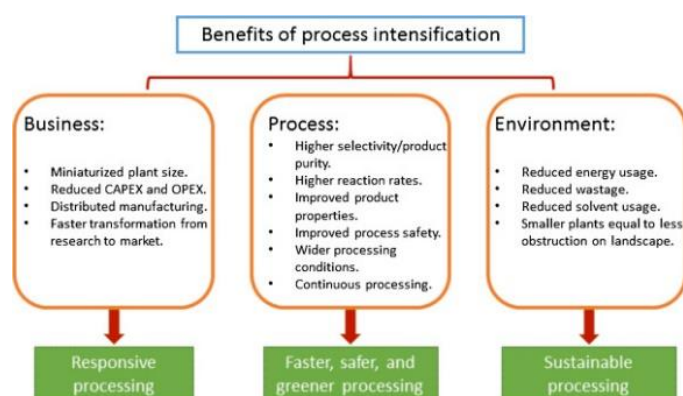 Benefits of process intensification
Business:
• Miniaturized plant size.
• Reduced CAPEX and OPEX.
• Distributed manufacturing.
• Faster transformation from
research to market.
Process:
• Higher selectivity/product
purity.
• Higher reaction rates.
• Improved product
properties.
• Improved process safety.
• Wider processing
conditions.
• Continuous processing.
Environment:
• Reduced energy usage.
• Reduced wastage.
• Reduced solvent usage.
• Smaller plants equal to less
obstruction on landscape.
Responsive
processing
Faster, safer, and
greener processing
Sustainable
processing